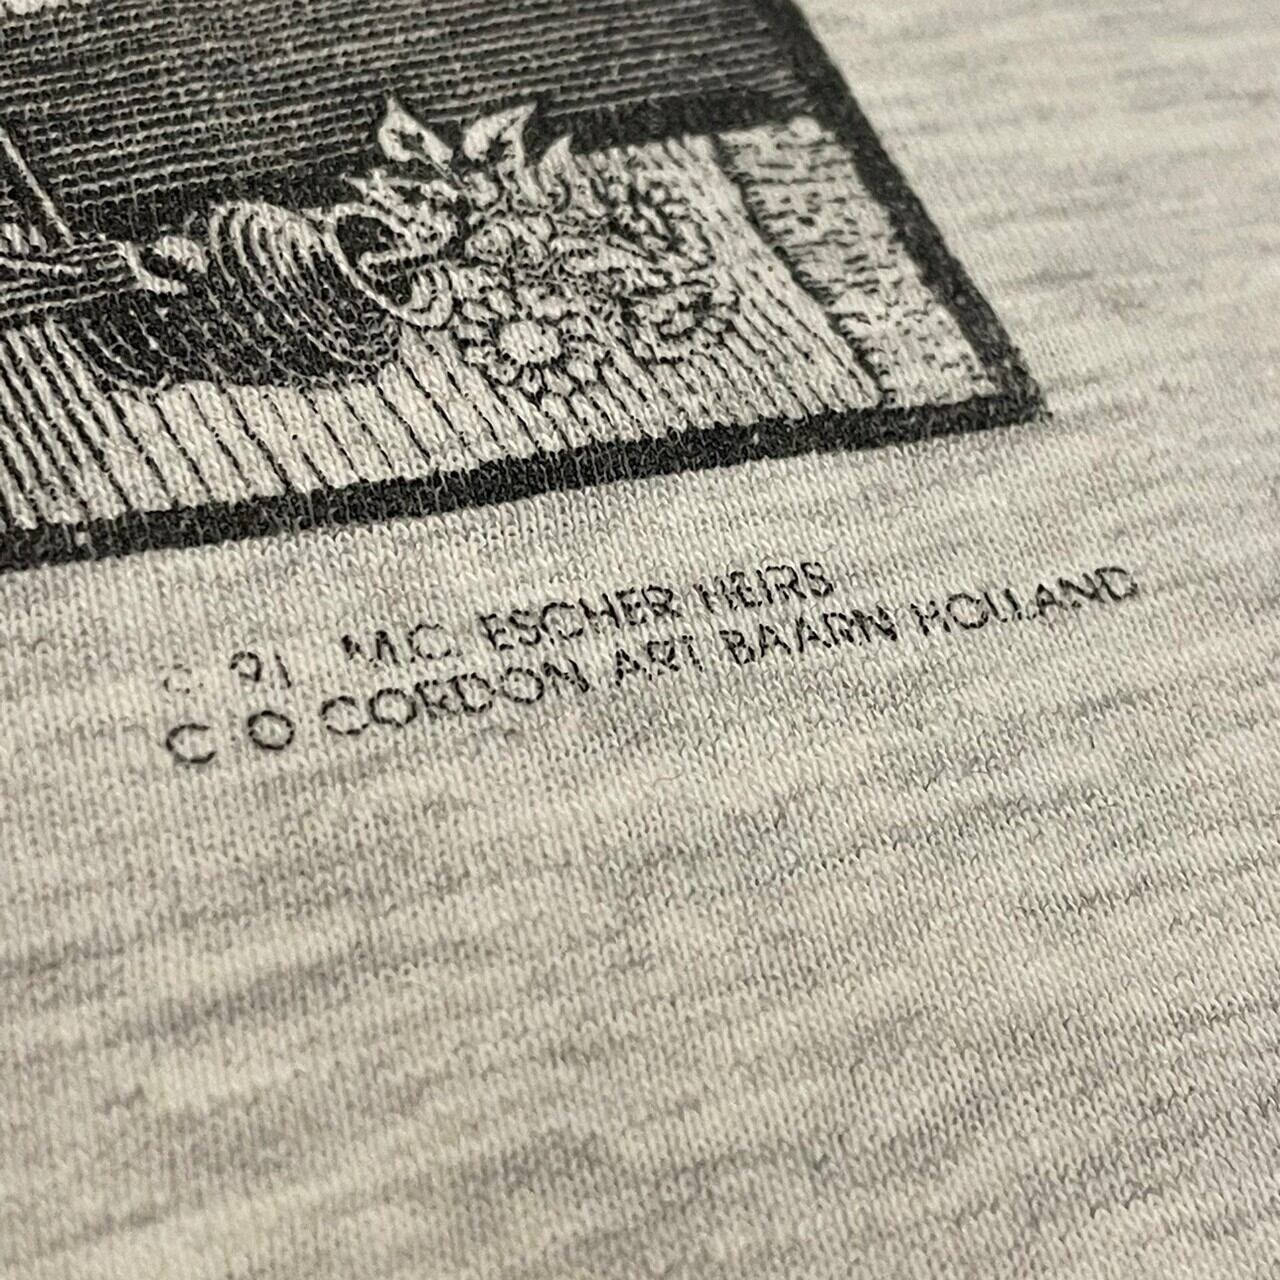 © 91 M.C. ESCHER HEIRS
C O CORDON ART BAARN HOLLAND